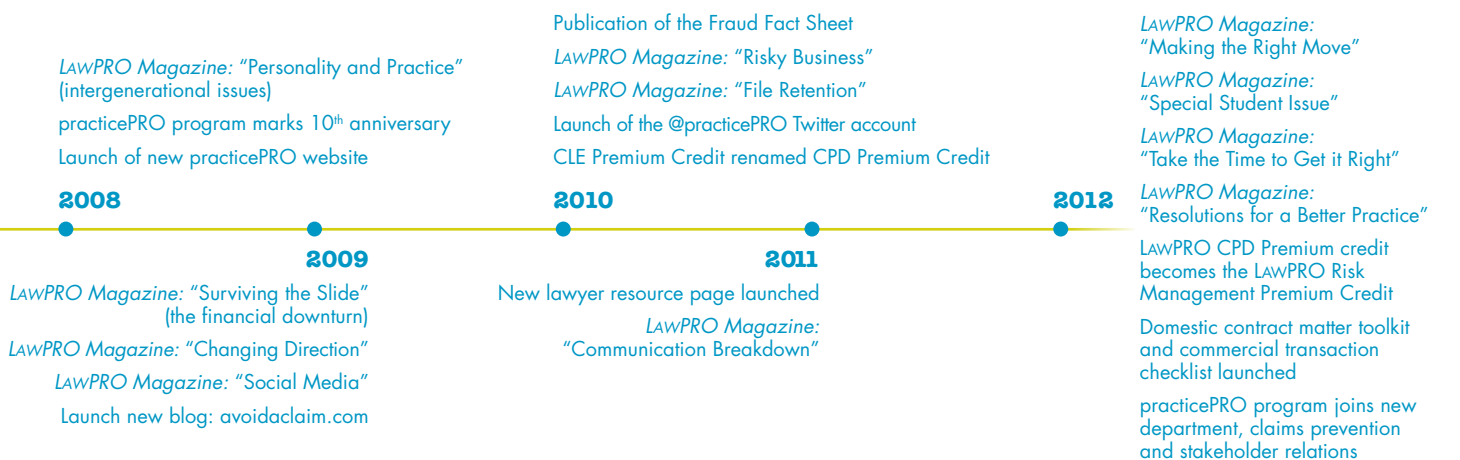 2008
LAWPRO Magazine: “Personality and Practice”
(intergenerational issues)
practicePRO program marks 10th anniversary
Launch of new practicePRO website
2009
LAWPRO Magazine: “Surviving the Slide”
(the financial downturn)
LAWPRO Magazine: “Changing Direction”
LAWPRO Magazine: “Social Media”
Launch new blog: avoidaclaim.com
2010
Publication of the Fraud Fact Sheet
LAWPRO Magazine: “Risky Business”
LAWPRO Magazine: “File Retention”
Launch of the @practicePRO Twitter account
CLE Premium Credit renamed CPD Premium Credit
2011
New lawyer resource page launched
LAWPRO Magazine:
“Communication Breakdown”
2012
LAWPRO Magazine:
“Making the Right Move”
LAWPRO Magazine:
“Special Student Issue”
LAWPRO Magazine:
“Take the Time to Get it Right”
LAWPRO Magazine:
“Resolutions for a Better Practice”
LAWPRO CPD Premium credit
becomes the LAWPRO Risk
Management Premium Credit
Domestic contract matter toolkit
and commercial transaction
checklist launched
practicePRO program joins new
department, claims prevention
and stakeholder relations